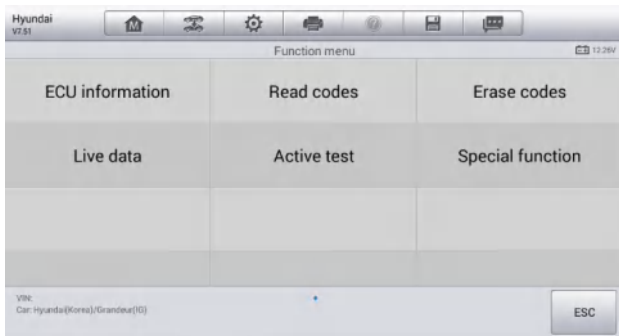 Hyundai
V7.51
M
Function menu
12.26V
ECU information
Read codes
Erase codes
Live data
Active test
Special function
VIN:
Car: Hyundai(Korea)/Grandeur(IG)
ESC